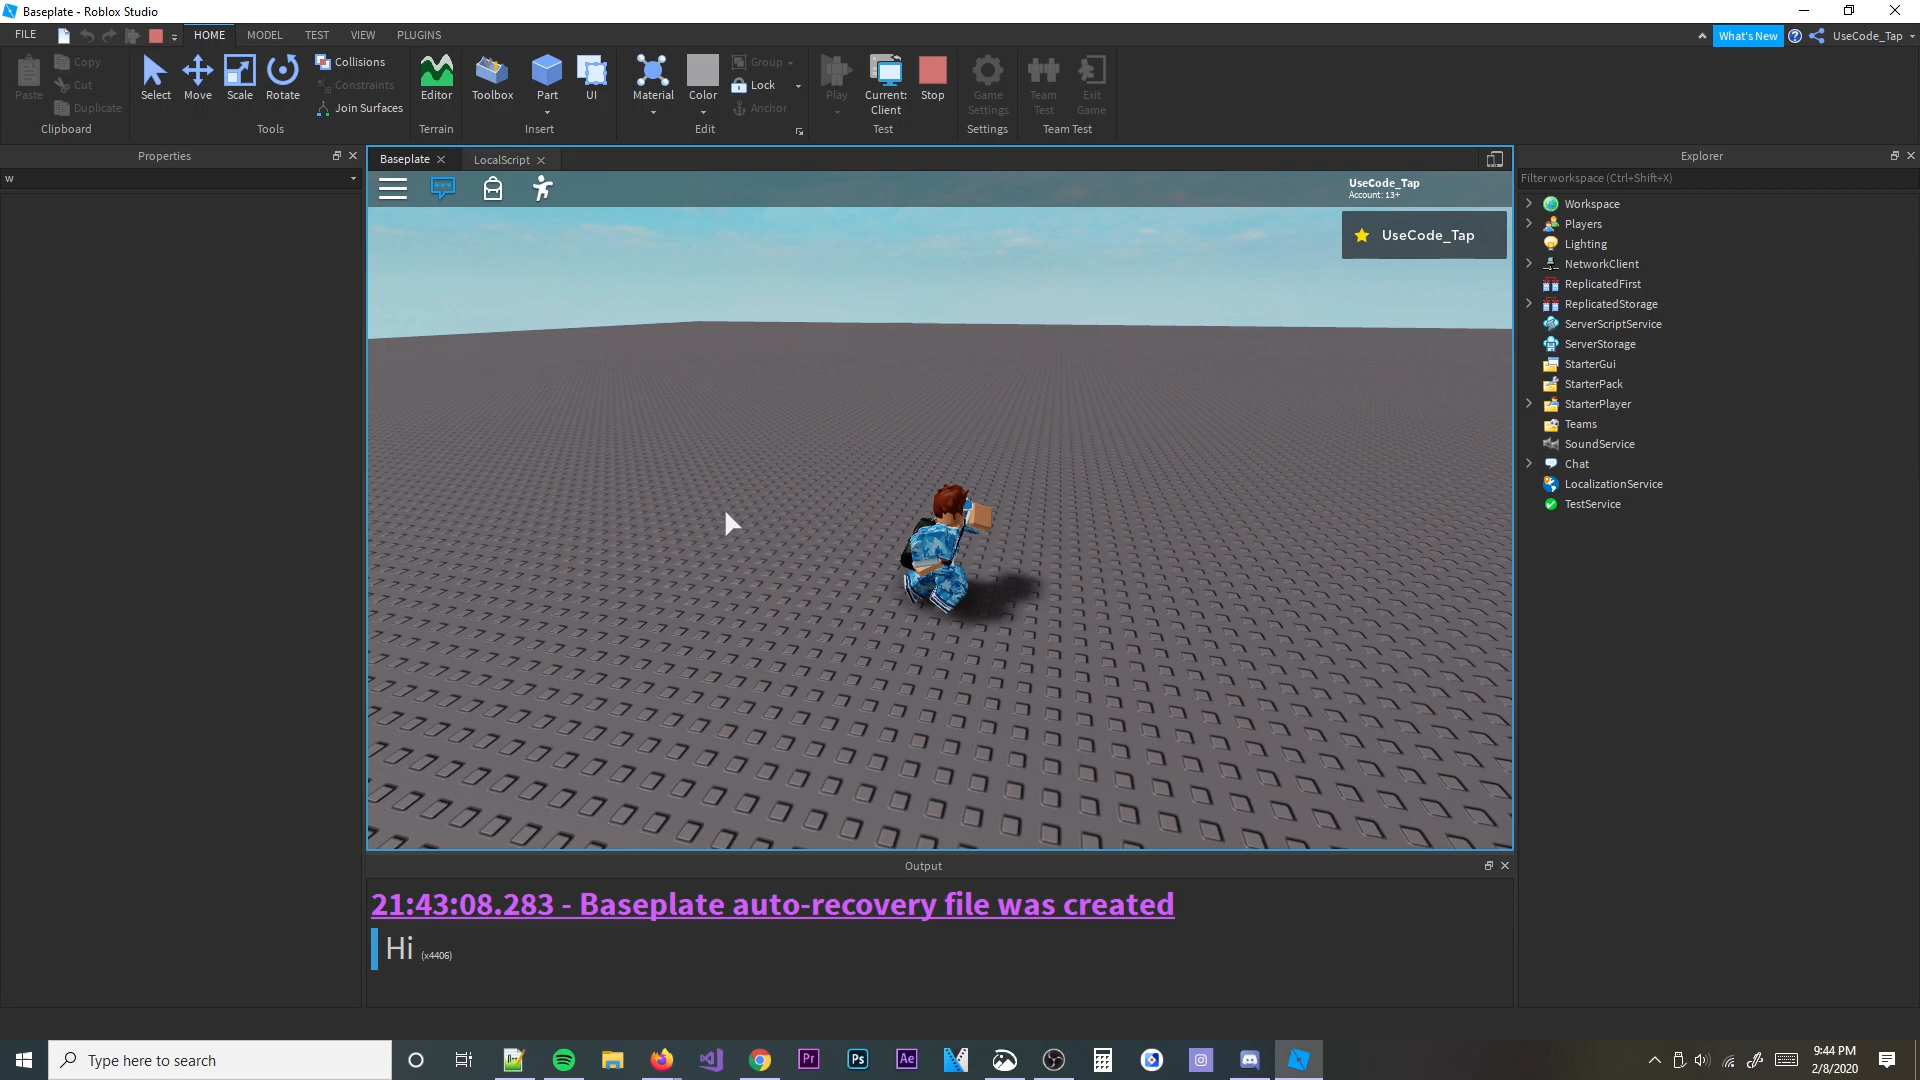 Baseplate - Roblox Studio
FILE HOME MODEL TEST VIEW PLUGINS What's New UseCode_Tap
Paste Copy Cut Duplicate
Clipboard
Select Move Scale Rotate Collisions Constraints Join Surfaces
Tools
Editor
Terrain
Toolbox Part UI
Insert
Material Color Group Lock Anchor
Edit
Play Current: Client Stop
Test
Game Settings
Settings
Team Test Exit Game
Team Test
Properties
w
Baseplate LocalScript
UseCode_Tap
Account: 13+
UseCode_Tap
Explorer
Filter workspace (Ctrl+Shift+X)
Workspace
Players
Lighting
NetworkClient
ReplicatedFirst
ReplicatedStorage
ServerScriptService
ServerStorage
StarterGui
StarterPack
StarterPlayer
Teams
SoundService
Chat
LocalizationService
TestService
Output
21:43:08.283 - Baseplate auto-recovery file was created
Hi (x4406)
Type here to search
Pr Ps Ae
9:44 PM
2/8/2020